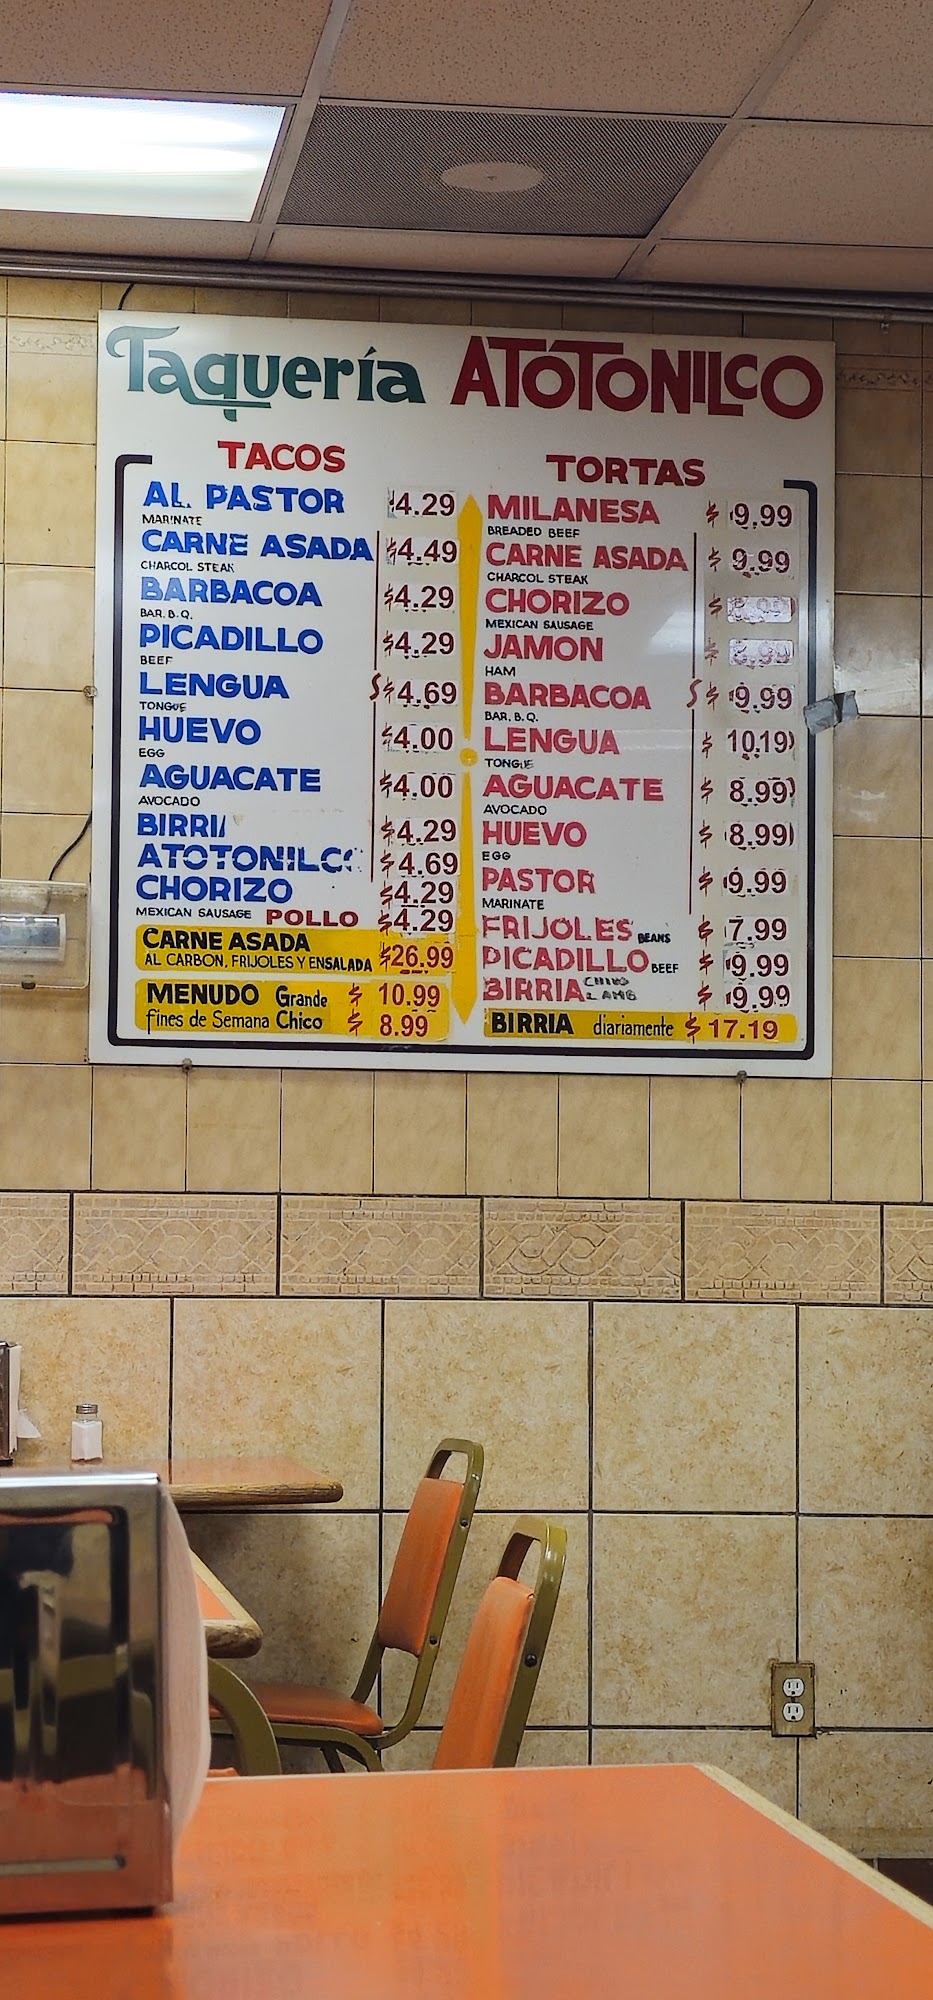 Taquería ATOTONILCO
TACOS
AL PASTOR $4.29
MARINATE
CARNE ASADA $4.49
CHARCOL STEAK
BARBACOA $4.29
BAR. B. Q.
PICADILLO $4.29
BEEF
LENGUA $4.69
TONGUE
HUEVO $4.00
EGG
AGUACATE $4.00
AVOCADO
BIRRI $4.29
ATOTONILCO $4.69
CHORIZO $4.29
MEXICAN SAUSAGE POLLO $4.29
CARNE ASADA
AL CARBON, FRIJOLES Y ENSALADA $26.99
MENUDO Grande $ 10.99
fines de Semana Chico $ 8.99
TORTAS
MILANESA $ 9.99
BREADED BEEF
CARNE ASADA $ 9.99
CHARCOL STEAK
CHORIZO $
MEXICAN SAUSAGE
JAMON $
HAM
BARBACOA $ 9.99
BAR. B. Q.
LENGUA $ 10.19
TONGUE
AGUACATE $ 8.99
AVOCADO
HUEVO $ 8.99
EGG
PASTOR $ 9.99
MARINATE
FRIJOLES BEANS $ 7.99
PICADILLO BEEF $ 9.99
BIRRIA $ 9.99
BIRRIA diariamente $ 17.19